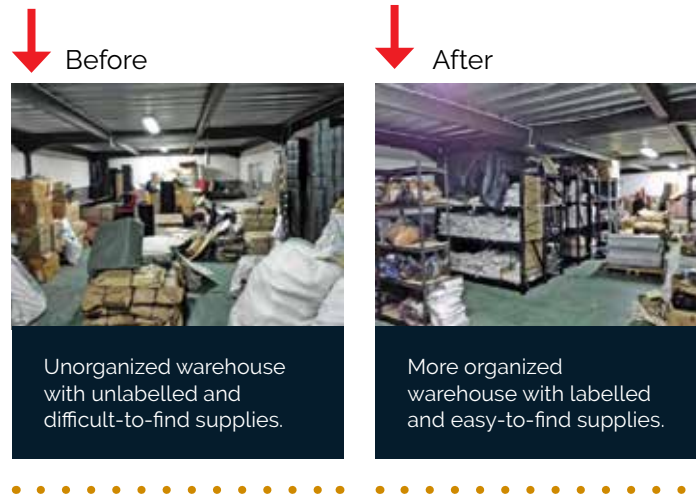 Before
After
Unorganized warehouse
with unlabelled and
difficult-to-find supplies.
More organized
warehouse with labelled
and easy-to-find supplies.